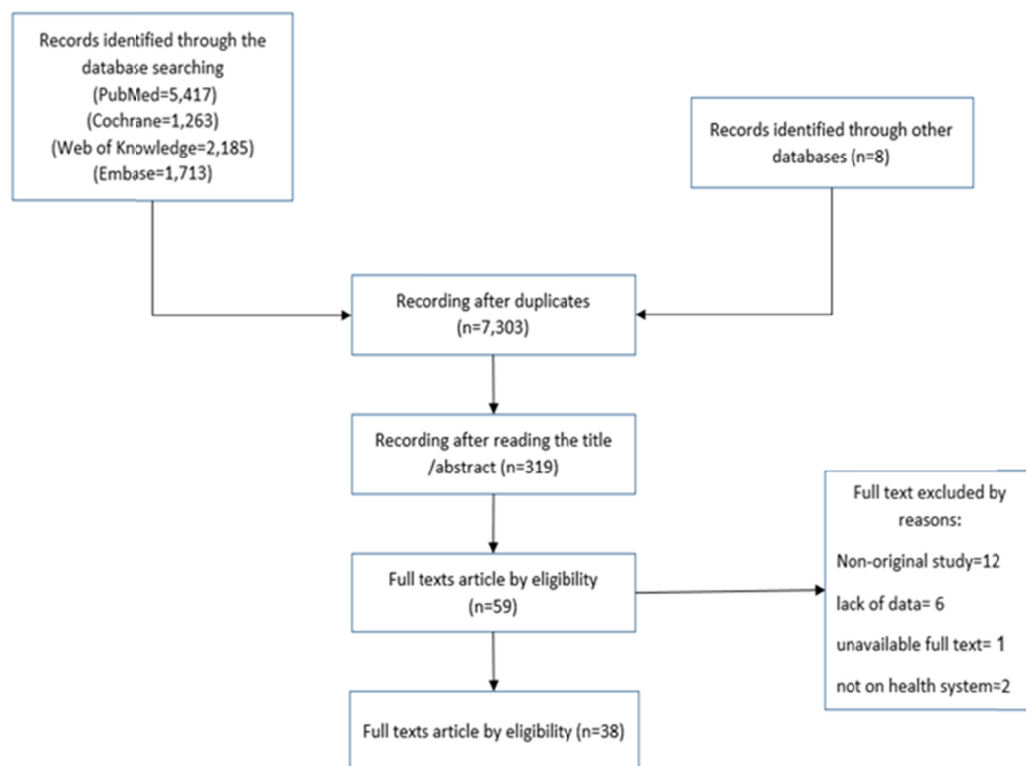 Records identified through the
database searching
(PubMed=5,417)
(Cochrane=1,263)
(Web of Knowledge=2,185)
(Embase=1,713)
Records identified through other
databases (n=8)
Recording after duplicates
(n=7,303)
Recording after reading the title
/abstract (n=319)
Full texts article by eligibility
(n=59)
Full text excluded by
reasons:
Non-original study=12
lack of data= 6
unavailable full text= 1
not on health system=2
Full texts article by eligibility (n=38)